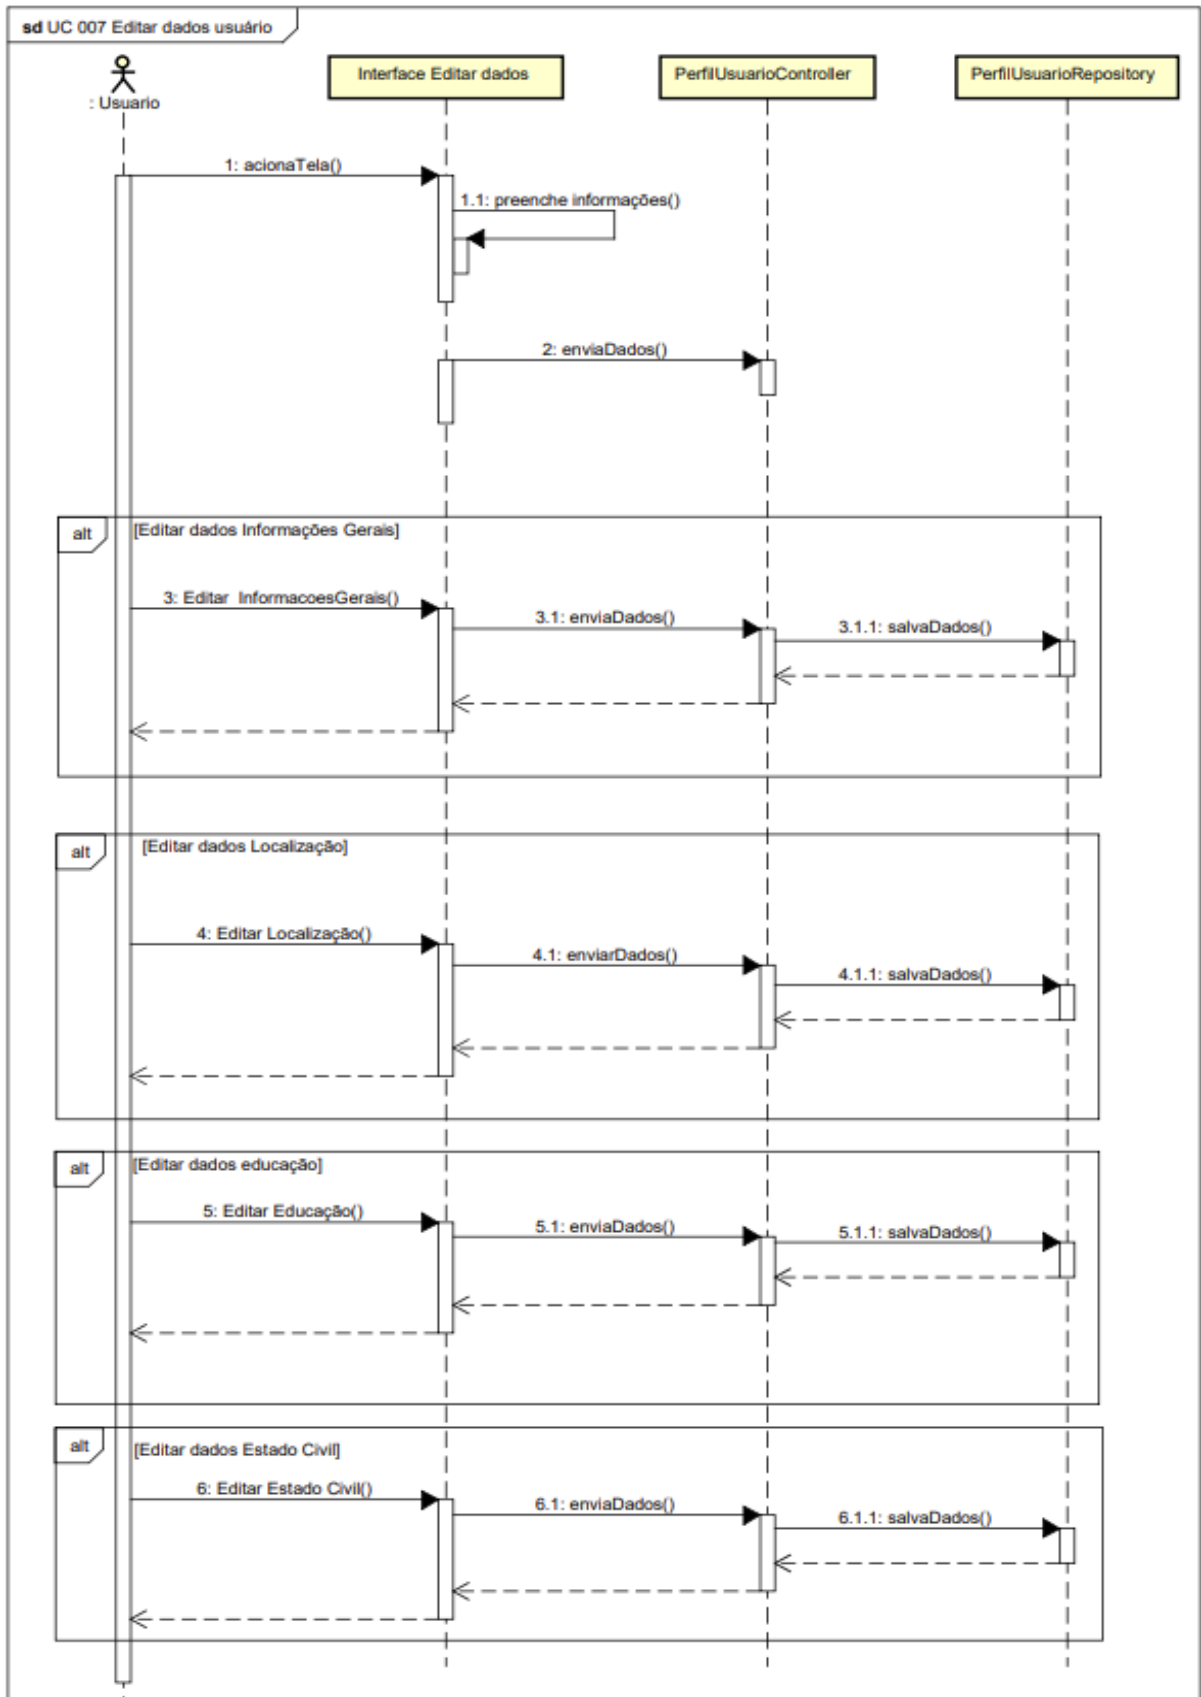 sd UC 007 Editar dados usuário
: Usuario
Interface Editar dados
PerfilUsuarioController
PerfilUsuarioRepository
1: acionaTela()
1.1: preenche informações()
2: enviaDados()
alt
[Editar dados Informações Gerais]
3: Editar InformacoesGerais()
3.1: enviaDados()
3.1.1: salvaDados()
alt
[Editar dados Localização]
4: Editar Localização()
4.1: enviarDados()
4.1.1: salvaDados()
alt
[Editar dados educação]
5: Editar Educação()
5.1: enviaDados()
5.1.1: salvaDados()
alt
[Editar dados Estado Civil]
6: Editar Estado Civil()
6.1: enviaDados()
6.1.1: salvaDados()